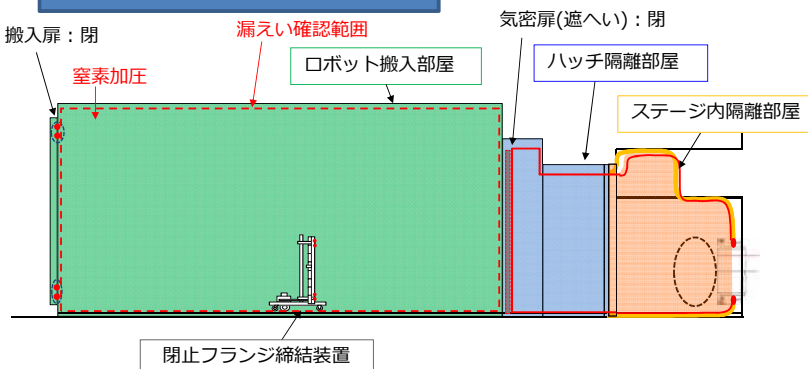 搬入扉：閉
漏えい確認範囲
気密扉(遮へい)：閉
窒素加圧
ロボット搬入部屋
ハッチ隔離部屋
ステージ内隔離部屋
閉止フランジ締結装置